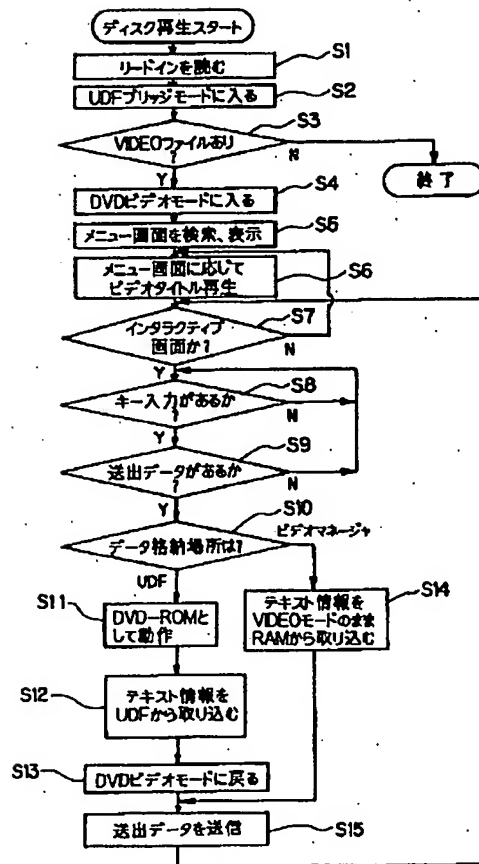 ディスク再生スタート
S1
リードインを読む
S2
UDFブリッジモードに入る
S3
VIDEOファイルあり
?
N
Y
終了
S4
DVDビデオモードに入る
S5
メニュー画面を検索、表示
S6
メニュー画面に応じて
ビデオタイトル再生
S7
インタラクティブ
画面か?
N
Y
S8
キー入力があるか
?
N
Y
S9
送出データがあるか
?
N
Y
S10
データ格納場所は?
ビデオマネージャ
UDF
S11
DVD-ROMと
して動作
S14
テキスト情報を
VIDEOモードのまま
RAMから取り込む
S12
テキスト情報を
UDFから取り込む
S13
DVDビデオモードに戻る
S15
送出データを送信